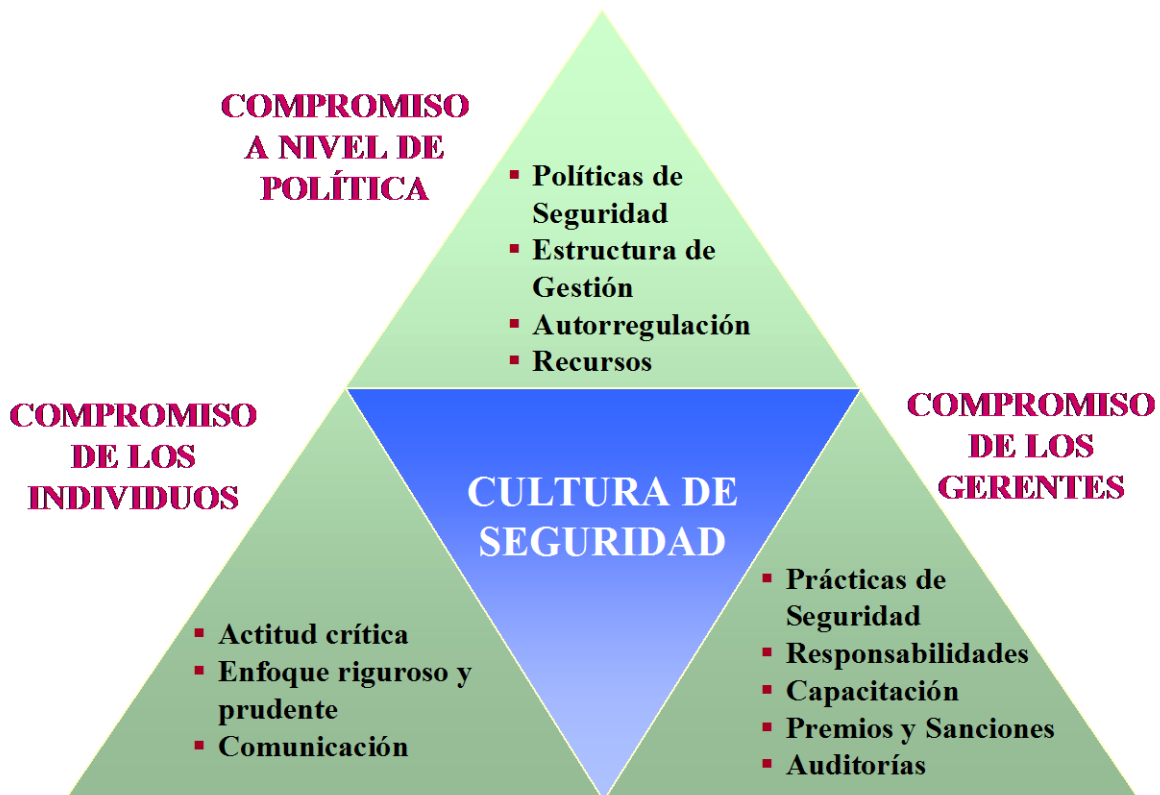 COMPROMISO
A NIVEL DE
POLÍTICA
▪ Políticas de
Seguridad
▪ Estructura de
Gestión
▪ Autorregulación
▪ Recursos
COMPROMISO
DE LOS
INDIVIDUOS
COMPROMISO
DE LOS
GERENTES
CULTURA DE
SEGURIDAD
▪ Actitud crítica
▪ Enfoque riguroso y
prudente
▪ Comunicación
▪ Prácticas de
Seguridad
▪ Responsabilidades
▪ Capacitación
▪ Premios y Sanciones
▪ Auditorías